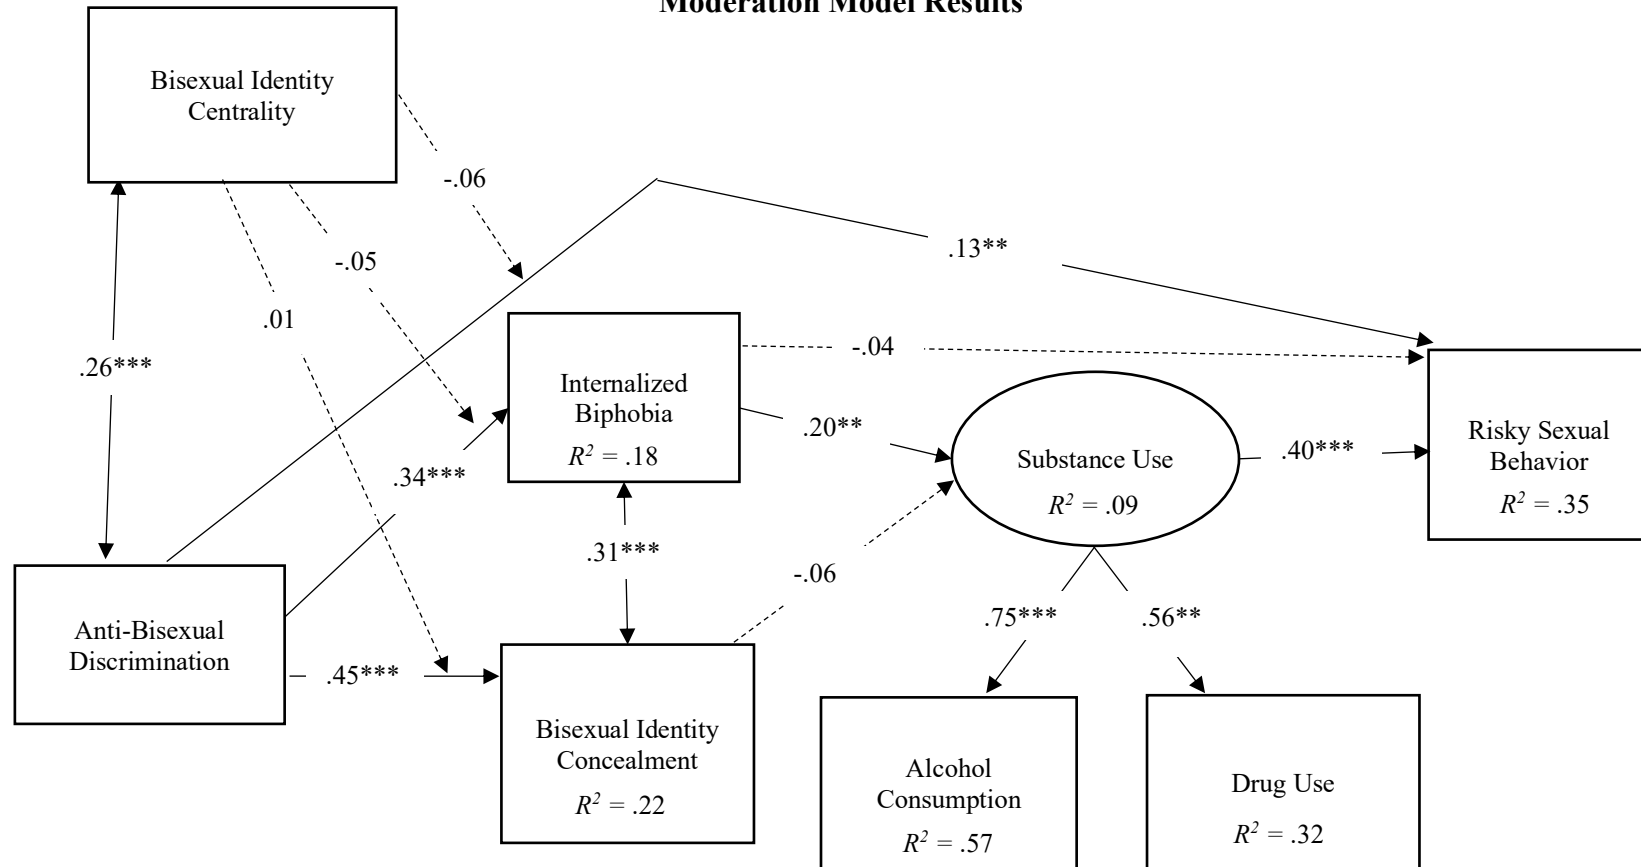 Moderation Model Results
Bisexual Identity
Centrality
-.06
.13**
-.05
.01
.26***
-.04
Internalized
Biphobia
R² = .18
.20**
.34***
Substance Use
R² = .09
.40***
Risky Sexual
Behavior
R² = .35
.31***
-.06
.75***
.56**
Anti-Bisexual
Discrimination
.45***
Bisexual Identity
Concealment
R² = .22
Alcohol
Consumption
R² = .57
Drug Use
R² = .32